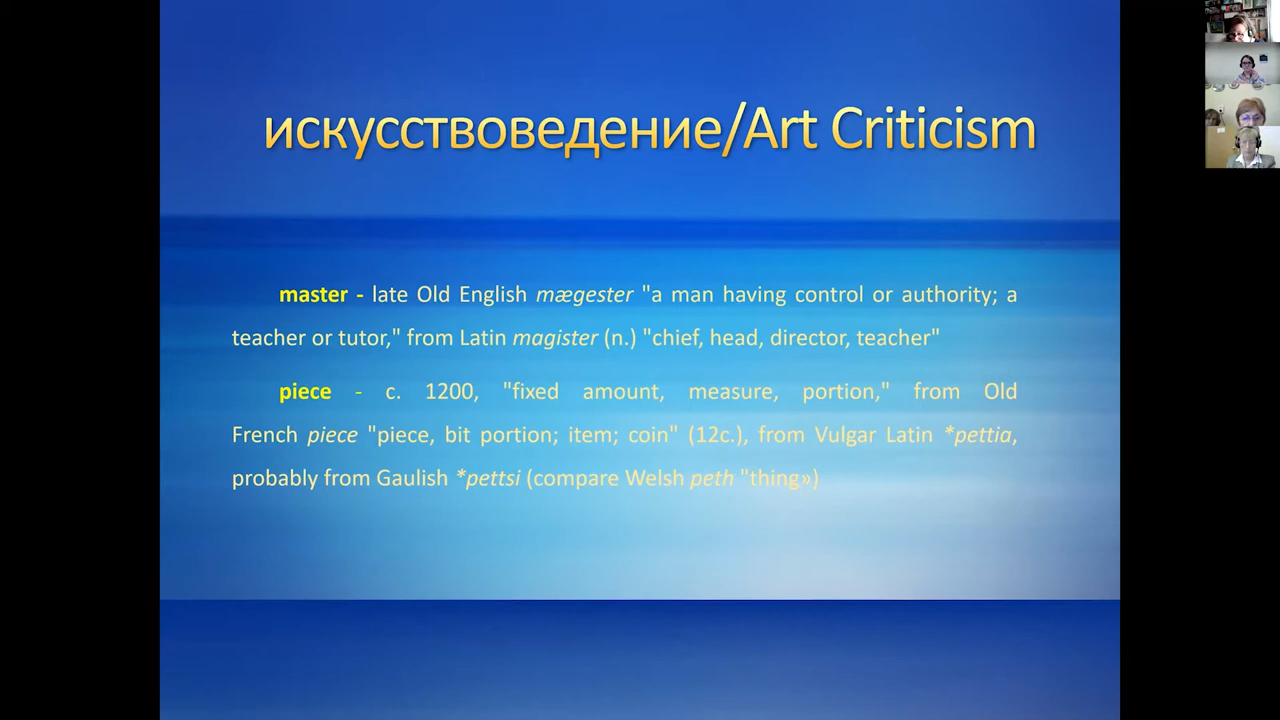 искусствоведение/Art Criticism
master - late Old English mægester "a man having control or authority; a
teacher or tutor," from Latin magister (n.) "chief, head, director, teacher"
piece - c. 1200, "fixed amount, measure, portion," from Old
French piece "piece, bit portion; item; coin" (12c.), from Vulgar Latin *pettia,
probably from Gaulish *pettsi (compare Welsh peth "thing»)